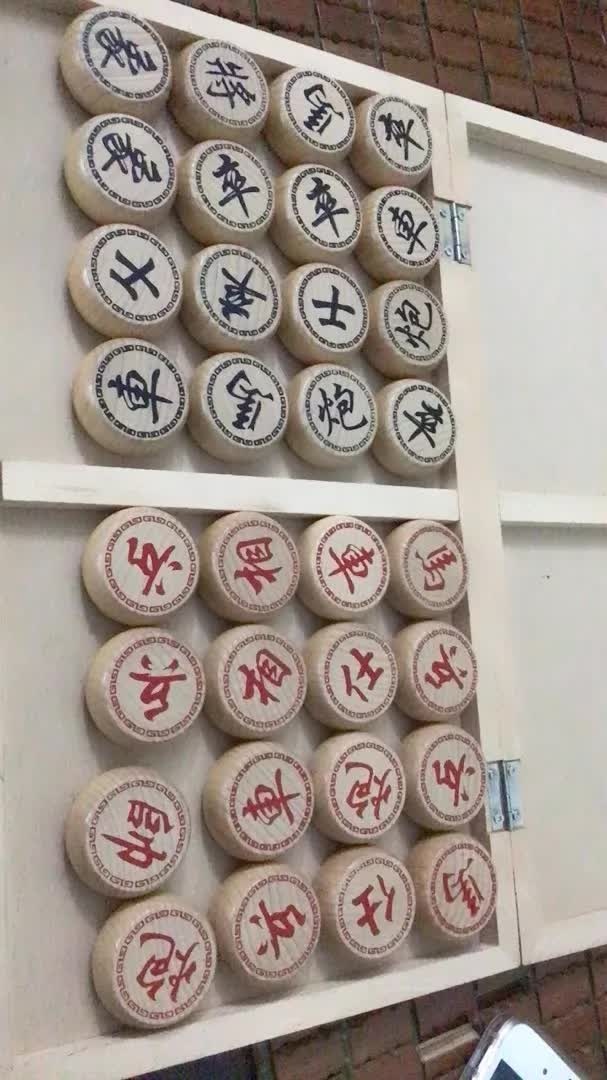 象 將 馬 卒
象 卒 卒 車
士 卒 士 炮
車 馬 炮 卒
兵 相 車 馬
兵 相 仕 兵
帥 車 炮 兵
炮 兵 仕 馬